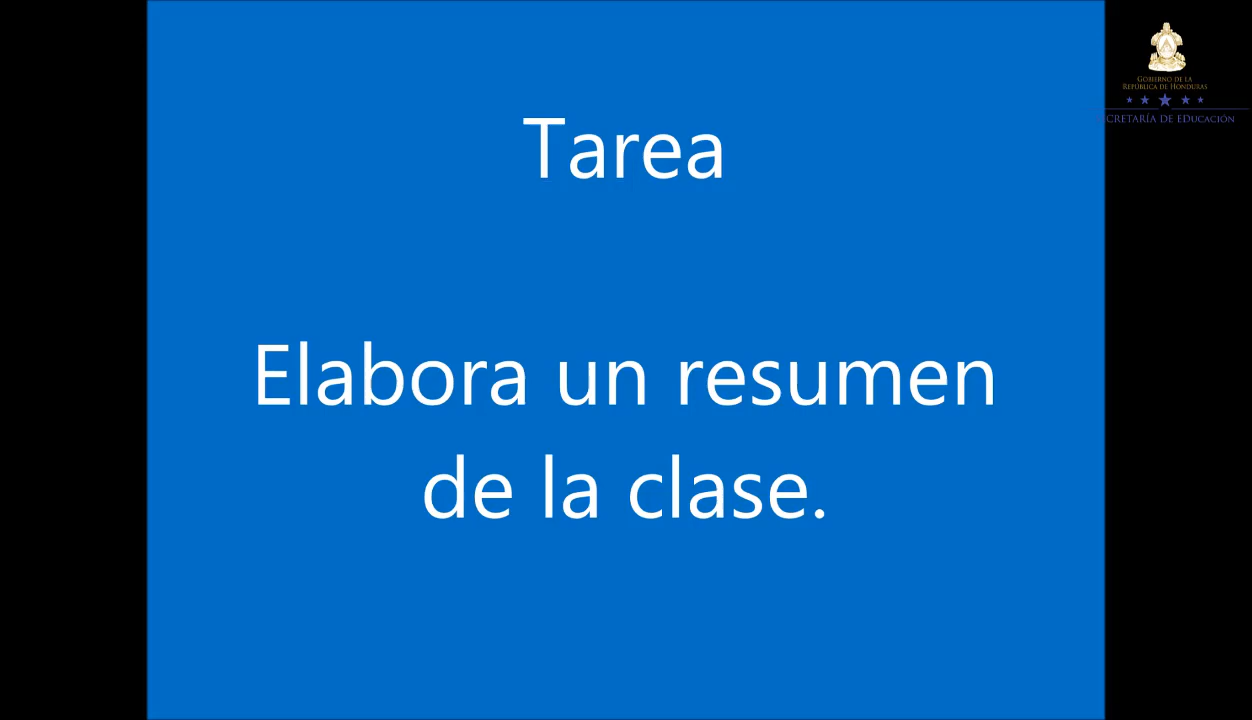 Tarea
Elabora un resumen
de la clase.
GOBIERNO DE LA
REPÚBLICA DE HONDURAS
CRETARÍA DE EDUCACIÓN